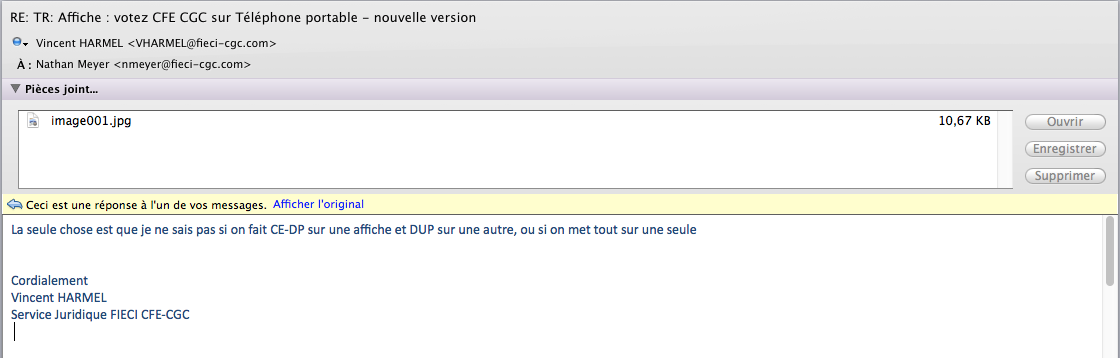 RE: TR: Affiche : votez CFE CGC sur Téléphone portable - nouvelle version
Vincent HARMEL <VHARMEL@fieci-cgc.com>
À : Nathan Meyer <nmeyer@fieci-cgc.com>
Pièces joint...
image001.jpg 10,67 KB
Ouvrir
Enregistrer
Supprimer
Ceci est une réponse à l'un de vos messages. Afficher l'original
La seule chose est que je ne sais pas si on fait CE-DP sur une affiche et DUP sur une autre, ou si on met tout sur une seule
Cordialement
Vincent HARMEL
Service Juridique FIECI CFE-CGC